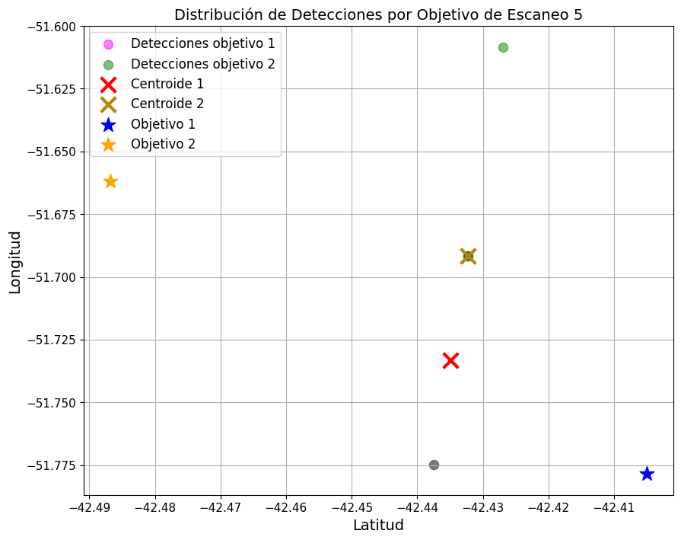 Distribución de Detecciones por Objetivo de Escaneo 5
Detecciones objetivo 1
Detecciones objetivo 2
Centroide 1
Centroide 2
Objetivo 1
Objetivo 2
−51.600
−51.625
−51.650
−51.675
−51.700
−51.725
−51.750
−51.775
Longitud
−42.49 −42.48 −42.47 −42.46 −42.45 −42.44 −42.43 −42.42 −42.41
Latitud